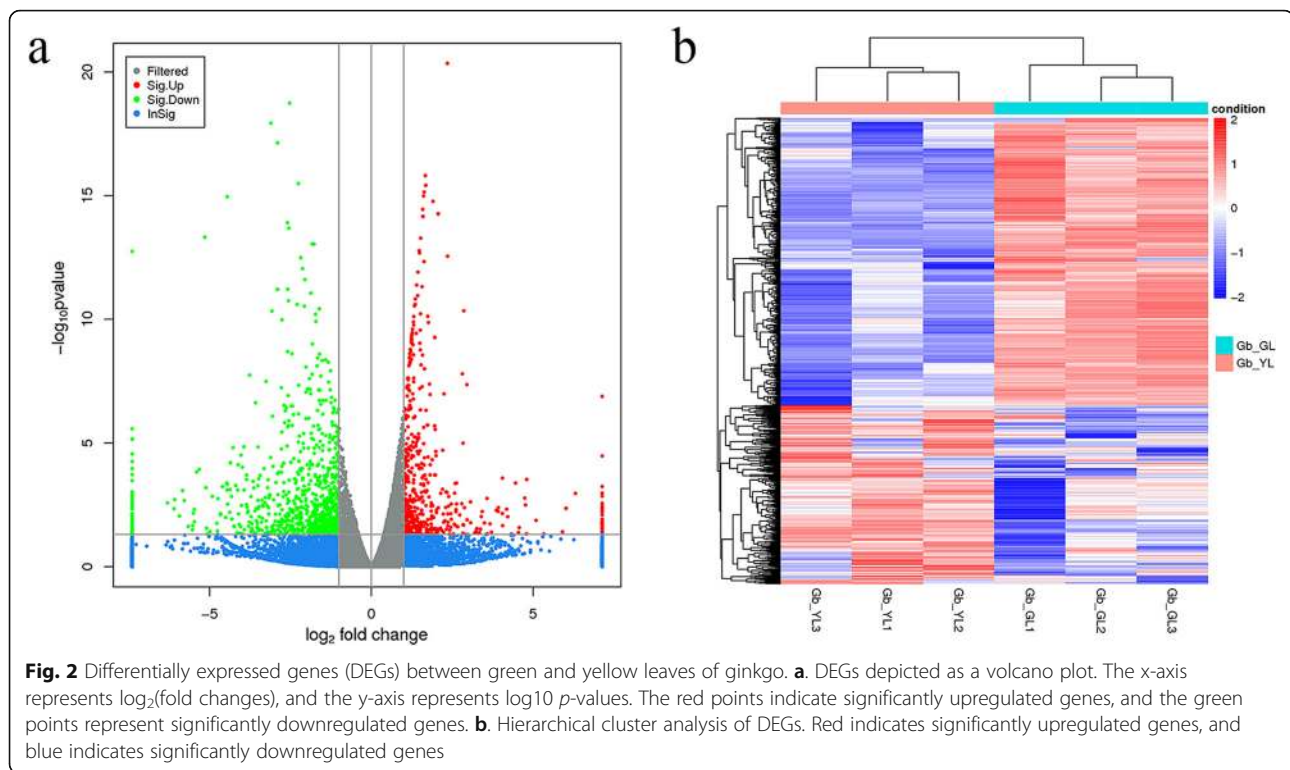 a
Filtered
Sig.Up
Sig.Down
InSig
20
15
10
5
0
−log10pvalue
−5
0
5
log2 fold change
b
condition
2
1
0
−1
−2
Gb_GL
Gb_YL
Gb_YL3
Gb_YL1
Gb_YL2
Gb_GL1
Gb_GL2
Gb_GL3
Fig. 2 Differentially expressed genes (DEGs) between green and yellow leaves of ginkgo. a. DEGs depicted as a volcano plot. The x-axis
represents log2(fold changes), and the y-axis represents log10 p-values. The red points indicate significantly upregulated genes, and the green
points represent significantly downregulated genes. b. Hierarchical cluster analysis of DEGs. Red indicates significantly upregulated genes, and
blue indicates significantly downregulated genes